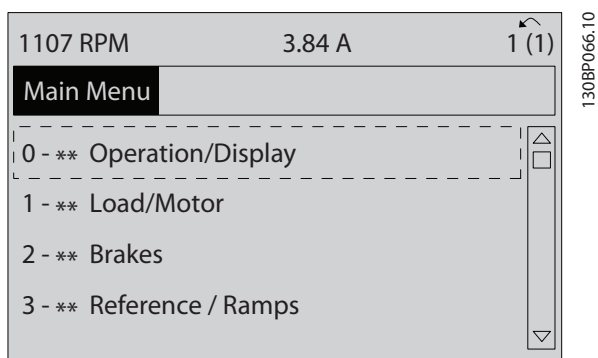 1107 RPM 3.84 A 1 (1)
Main Menu
0 - ** Operation/Display
1 - ** Load/Motor
2 - ** Brakes
3 - ** Reference / Ramps
130BP066.10